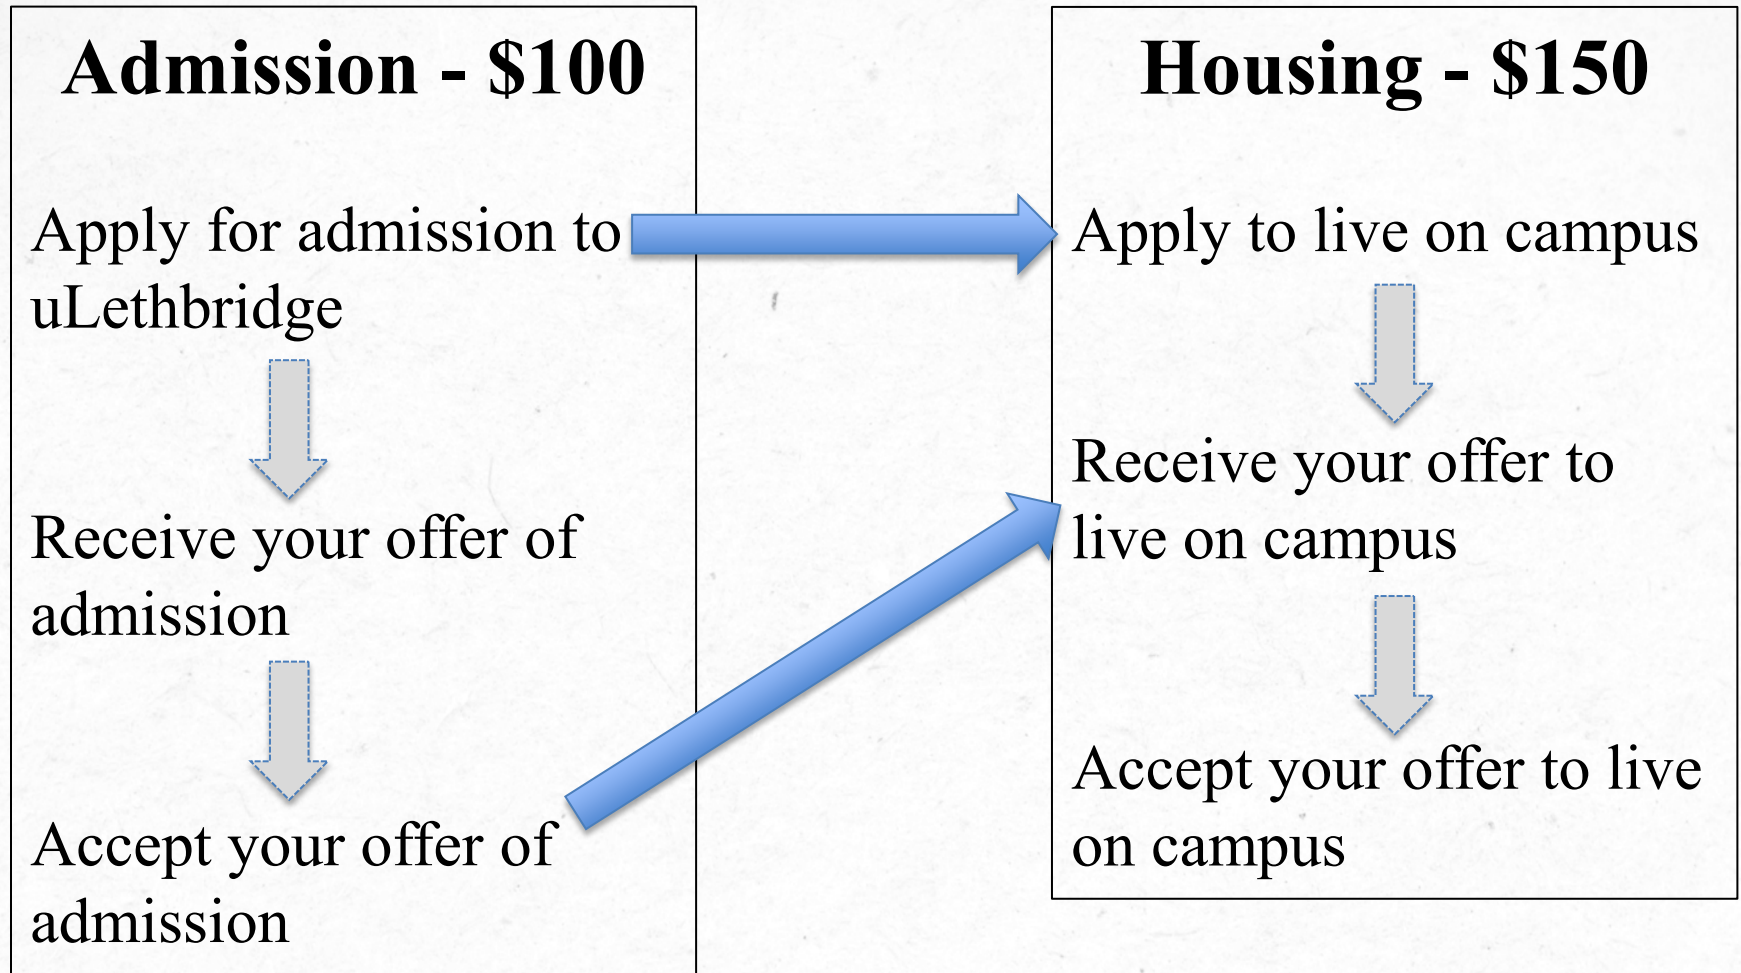 Admission - $100
Apply for admission to
uLethbridge
Receive your offer of
admission
Accept your offer of
admission
Housing - $150
Apply to live on campus
Receive your offer to
live on campus
Accept your offer to live
on campus